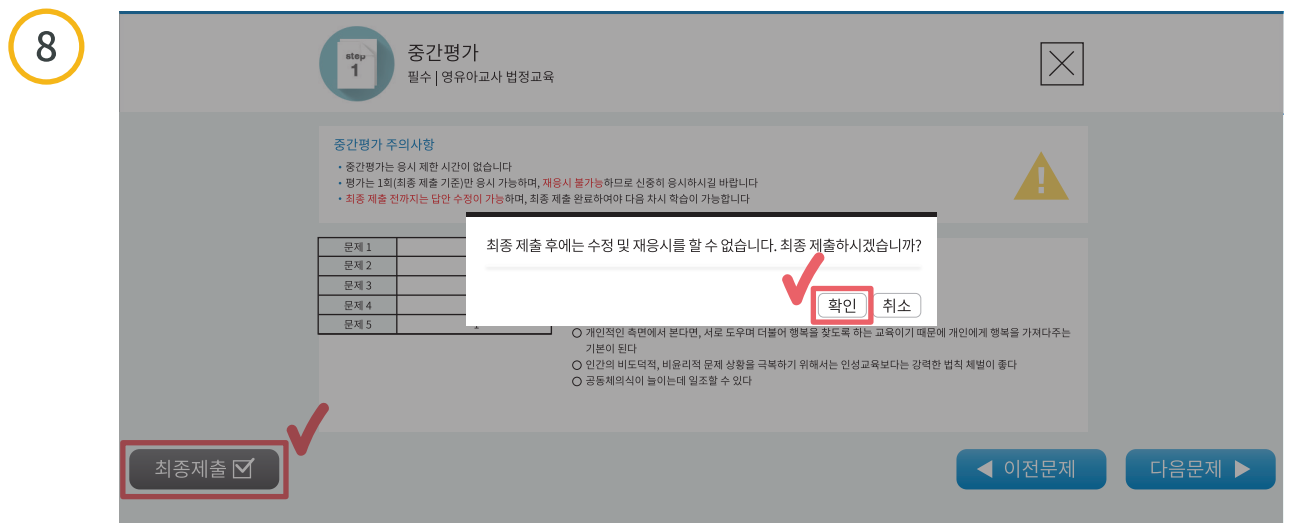 8
step
1
중간평가
필수 | 영유아교사 법정교육
중간평가 주의사항
• 중간평가는 응시 제한 시간이 없습니다
• 평가는 1회(최종 제출 기준)만 응시 가능하며, 재응시 불가능하므로 신중히 응시하시길 바랍니다
• 최종 제출 전까지는 답안 수정이 가능하며, 최종 제출 완료하여야 다음 차시 학습이 가능합니다
최종 제출 후에는 수정 및 재응시를 할 수 없습니다. 최종 제출하시겠습니까?
확인 취소
문제 1
문제 2
문제 3
문제 4
문제 5
개인적인 측면에서 본다면, 서로 도우며 더불어 행복을 찾도록 하는 교육이기 때문에 개인에게 행복을 가져다주는
기본이 된다
인간의 비도덕적, 비윤리적 문제 상황을 극복하기 위해서는 인성교육보다는 강력한 법칙 체벌이 좋다
공동체의식이 늘이는데 일조할 수 있다
최종제출
◀ 이전문제
다음문제 ▶